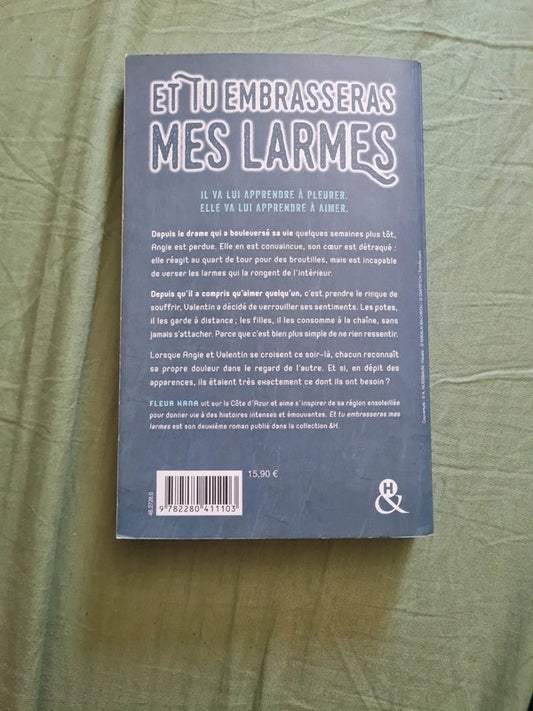 ET TU EMBRASSERAS
MES LARMES
IL VA LUI APPRENDRE À PLEURER.
ELLE VA LUI APPRENDRE À AIMER.
Depuis le drame qui a bouleversé sa vie quelques semaines plus tôt,
Angie est perdue. Elle en est convaincue, son cœur est détraqué :
elle réagit au quart de tour pour des broutilles, mais est incapable
de verser les larmes qui la rongent de l'intérieur.
Depuis qu'il a compris qu'aimer quelqu'un, c'est prendre le risque de
souffrir, Valentin a décidé de verrouiller ses sentiments. Les potes,
il les garde à distance ; les filles, il les consomme à la chaîne, sans
jamais s'attacher. Parce que c'est bien plus simple de ne rien ressentir.
Lorsque Angie et Valentin se croisent ce soir-là, chacun reconnaît
sa propre douleur dans le regard de l'autre. Et si, en dépit des
apparences, ils étaient très exactement ce dont ils ont besoin ?
FLEUR HANA vit sur la Côte d'Azur et aime s'inspirer de sa région ensoleillée
pour donner vie à des histoires intenses et émouvantes. Et tu embrasseras mes
larmes est son deuxième roman publié dans la collection &H.
15,90 €
46.2728.0
9 782280 411103
&H